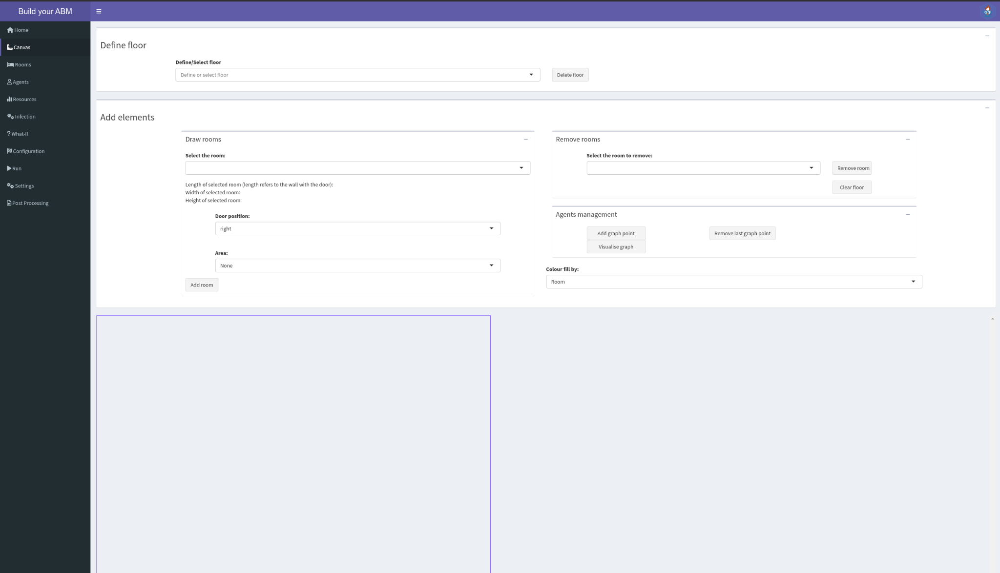 Build your ABM
Home
Canvas
Rooms
Agents
Resources
Infection
What-If
Configuration
Run
Settings
Post Processing
Define floor
Define/Select floor
Define or select floor
Delete floor
Add elements
Draw rooms
Select the room:
Length of selected room (length refers to the wall with the door):
Width of selected room:
Height of selected room:
Door position:
right
Area:
None
Add room
Remove rooms
Select the room to remove:
Remove room
Clear floor
Agents management
Add graph point
Remove last graph point
Visualise graph
Colour fill by:
Room